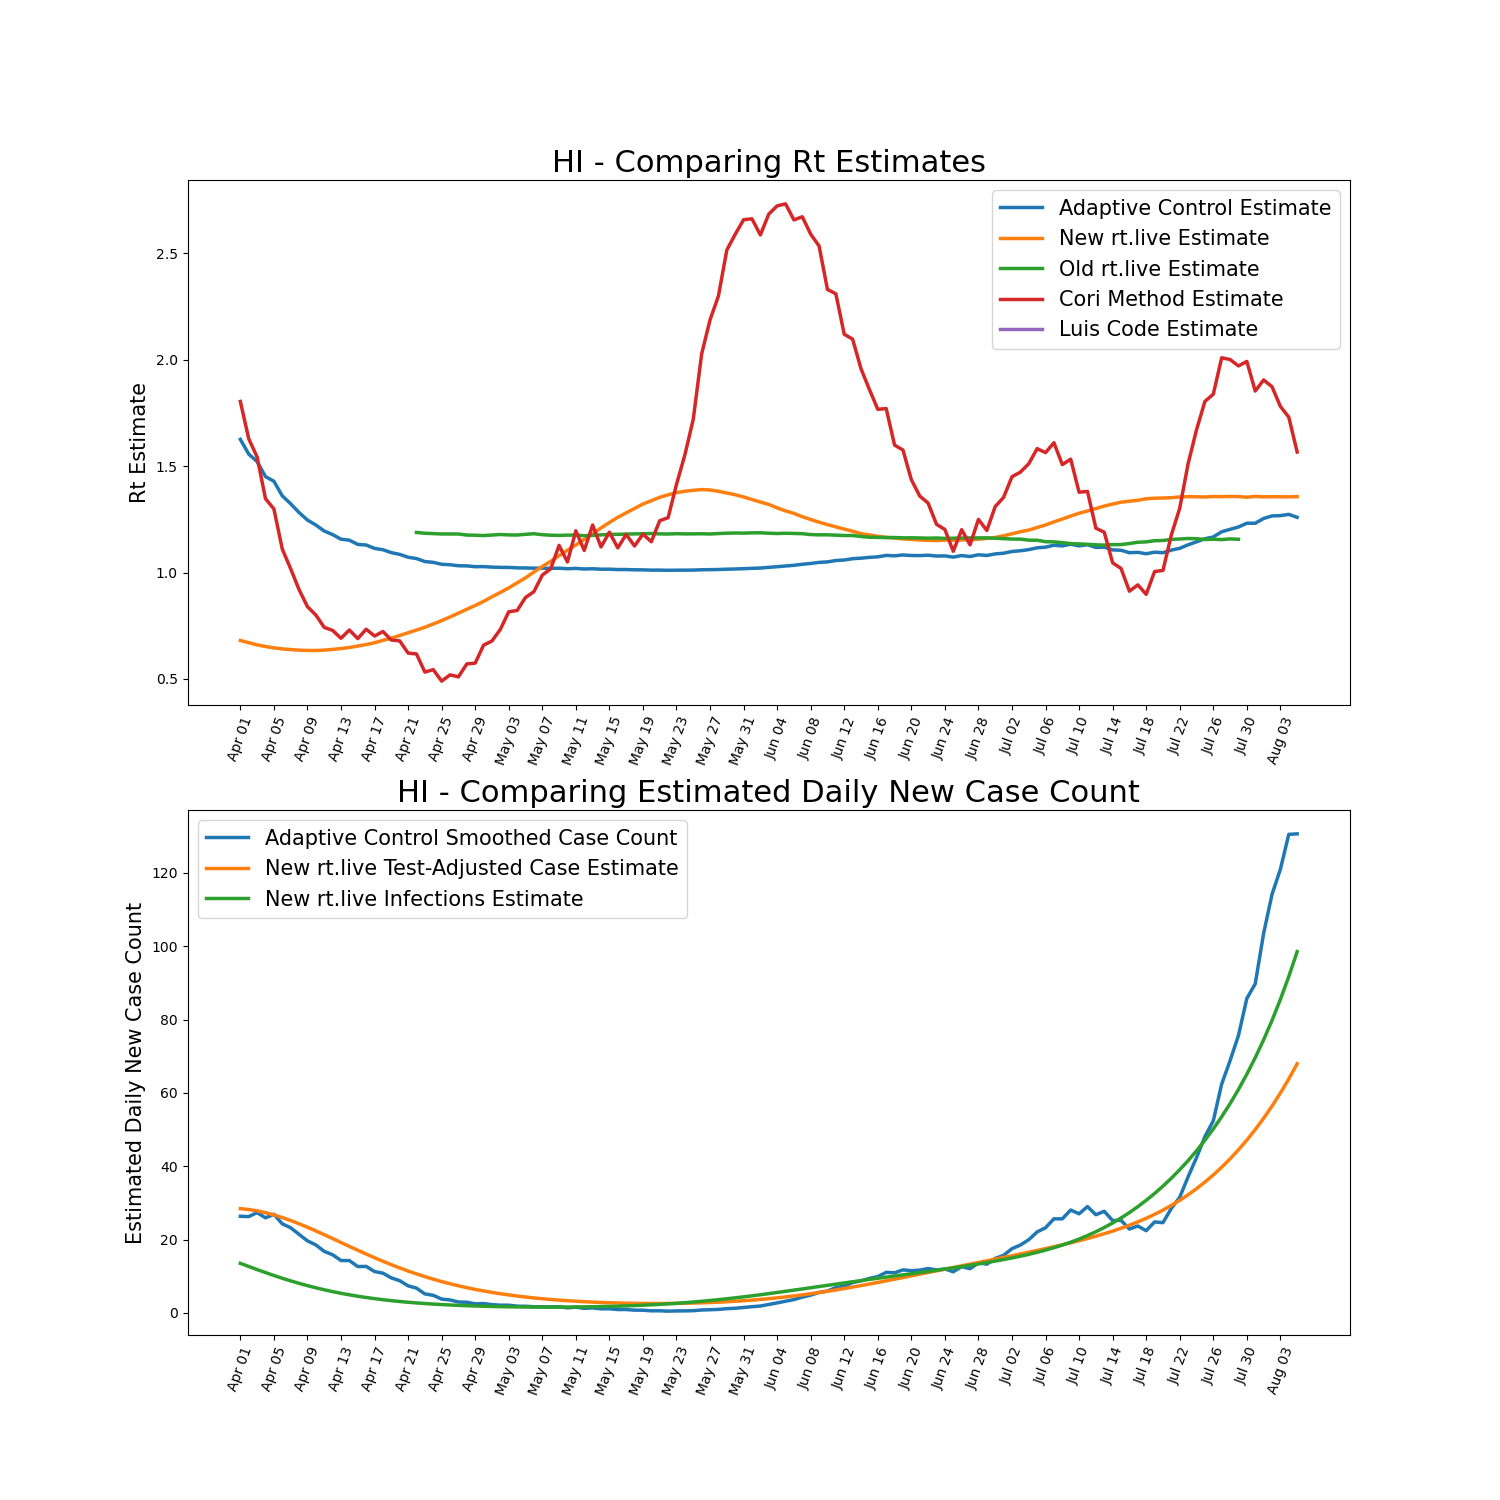 HI - Comparing Rt Estimates
Rt Estimate
2.5
2.0
1.5
1.0
0.5
Adaptive Control Estimate
New rt.live Estimate
Old rt.live Estimate
Cori Method Estimate
Luis Code Estimate
Apr 01 Apr 05 Apr 09 Apr 13 Apr 17 Apr 21 Apr 25 Apr 29 May 03 May 07 May 11 May 15 May 19 May 23 May 27 May 31 Jun 04 Jun 08 Jun 12 Jun 16 Jun 20 Jun 24 Jun 28 Jul 02 Jul 06 Jul 10 Jul 14 Jul 18 Jul 22 Jul 26 Jul 30 Aug 03
HI - Comparing Estimated Daily New Case Count
Estimated Daily New Case Count
120
100
80
60
40
20
0
Adaptive Control Smoothed Case Count
New rt.live Test-Adjusted Case Estimate
New rt.live Infections Estimate
Apr 01 Apr 05 Apr 09 Apr 13 Apr 17 Apr 21 Apr 25 Apr 29 May 03 May 07 May 11 May 15 May 19 May 23 May 27 May 31 Jun 04 Jun 08 Jun 12 Jun 16 Jun 20 Jun 24 Jun 28 Jul 02 Jul 06 Jul 10 Jul 14 Jul 18 Jul 22 Jul 26 Jul 30 Aug 03